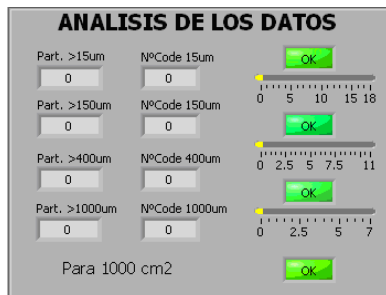 ANALISIS DE LOS DATOS
Part. >15um NºCode 15um OK
0 0
0 5 10 15 18
Part. >150um NºCode 150um OK
0 0
0 2.5 5 7.5 11
Part. >400um NºCode 400um
0 0 OK
Part. >1000um NºCode 1000um
0 0
0 2.5 5 7
Para 1000 cm2 OK